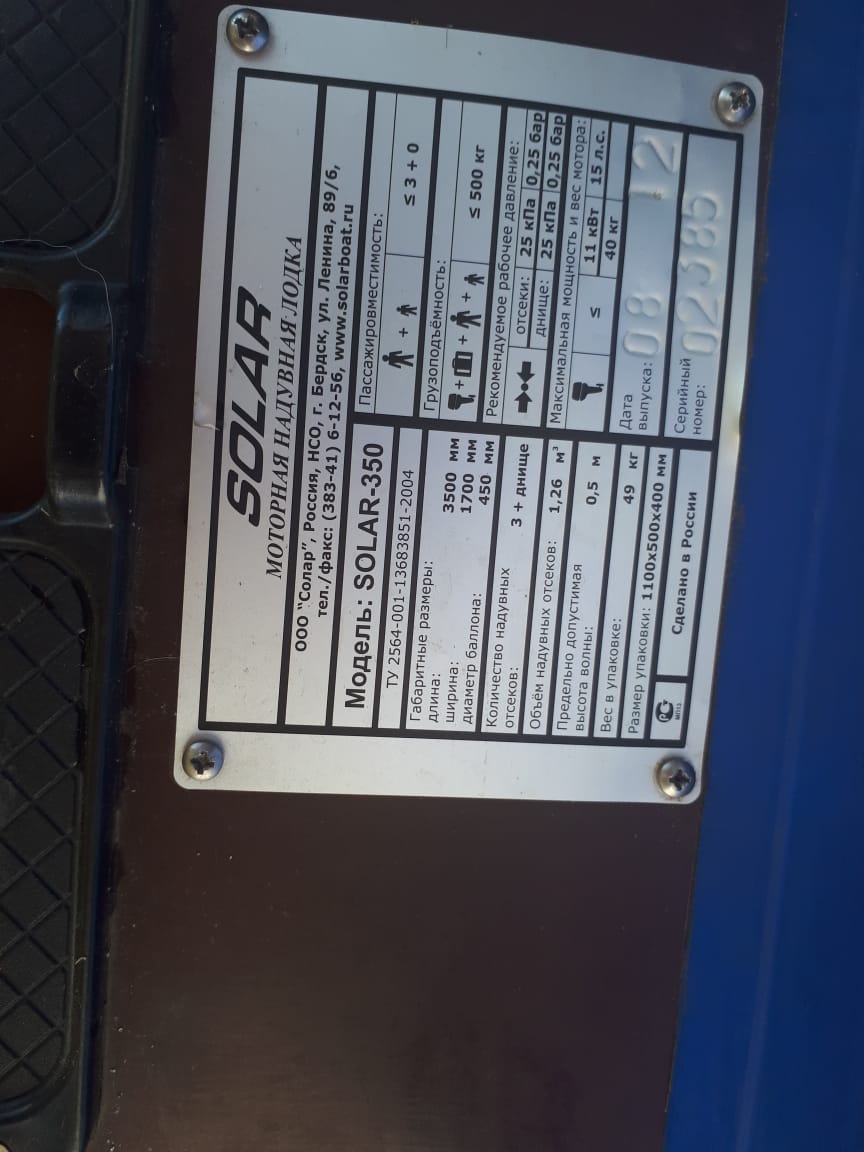 SOLAR
МОТОРНАЯ НАДУВНАЯ ЛОДКА
ООО "Солар", Россия, НСО, г. Бердск, ул. Ленина, 89/6,
тел./факс: (383-41) 6-12-56, www.solarboat.ru
Модель: SOLAR-350
ТУ 2564-001-13683851-2004
Габаритные размеры:
длина: 3500 мм
ширина: 1700 мм
диаметр баллона: 450 мм
Количество надувных
отсеков: 3 + днище
Объём надувных отсеков: 1,26 м³
Предельно допустимая
высота волны: 0,5 м
Вес в упаковке: 49 кг
Размер упаковки: 1100х500х400 мм
РСТ
МП13
Сделано в России
Пассажировместимость:
+ ≤ 3 + 0
Грузоподъёмность:
+ + + ≤ 500 кг
Рекомендуемое рабочее давление:
отсеки: 25 кПа 0,25 бар
днище: 25 кПа 0,25 бар
Максимальная мощность и вес мотора:
≤ 11 кВт 15 л.с.
40 кг
Дата
выпуска: 08 12
Серийный
номер: 02385